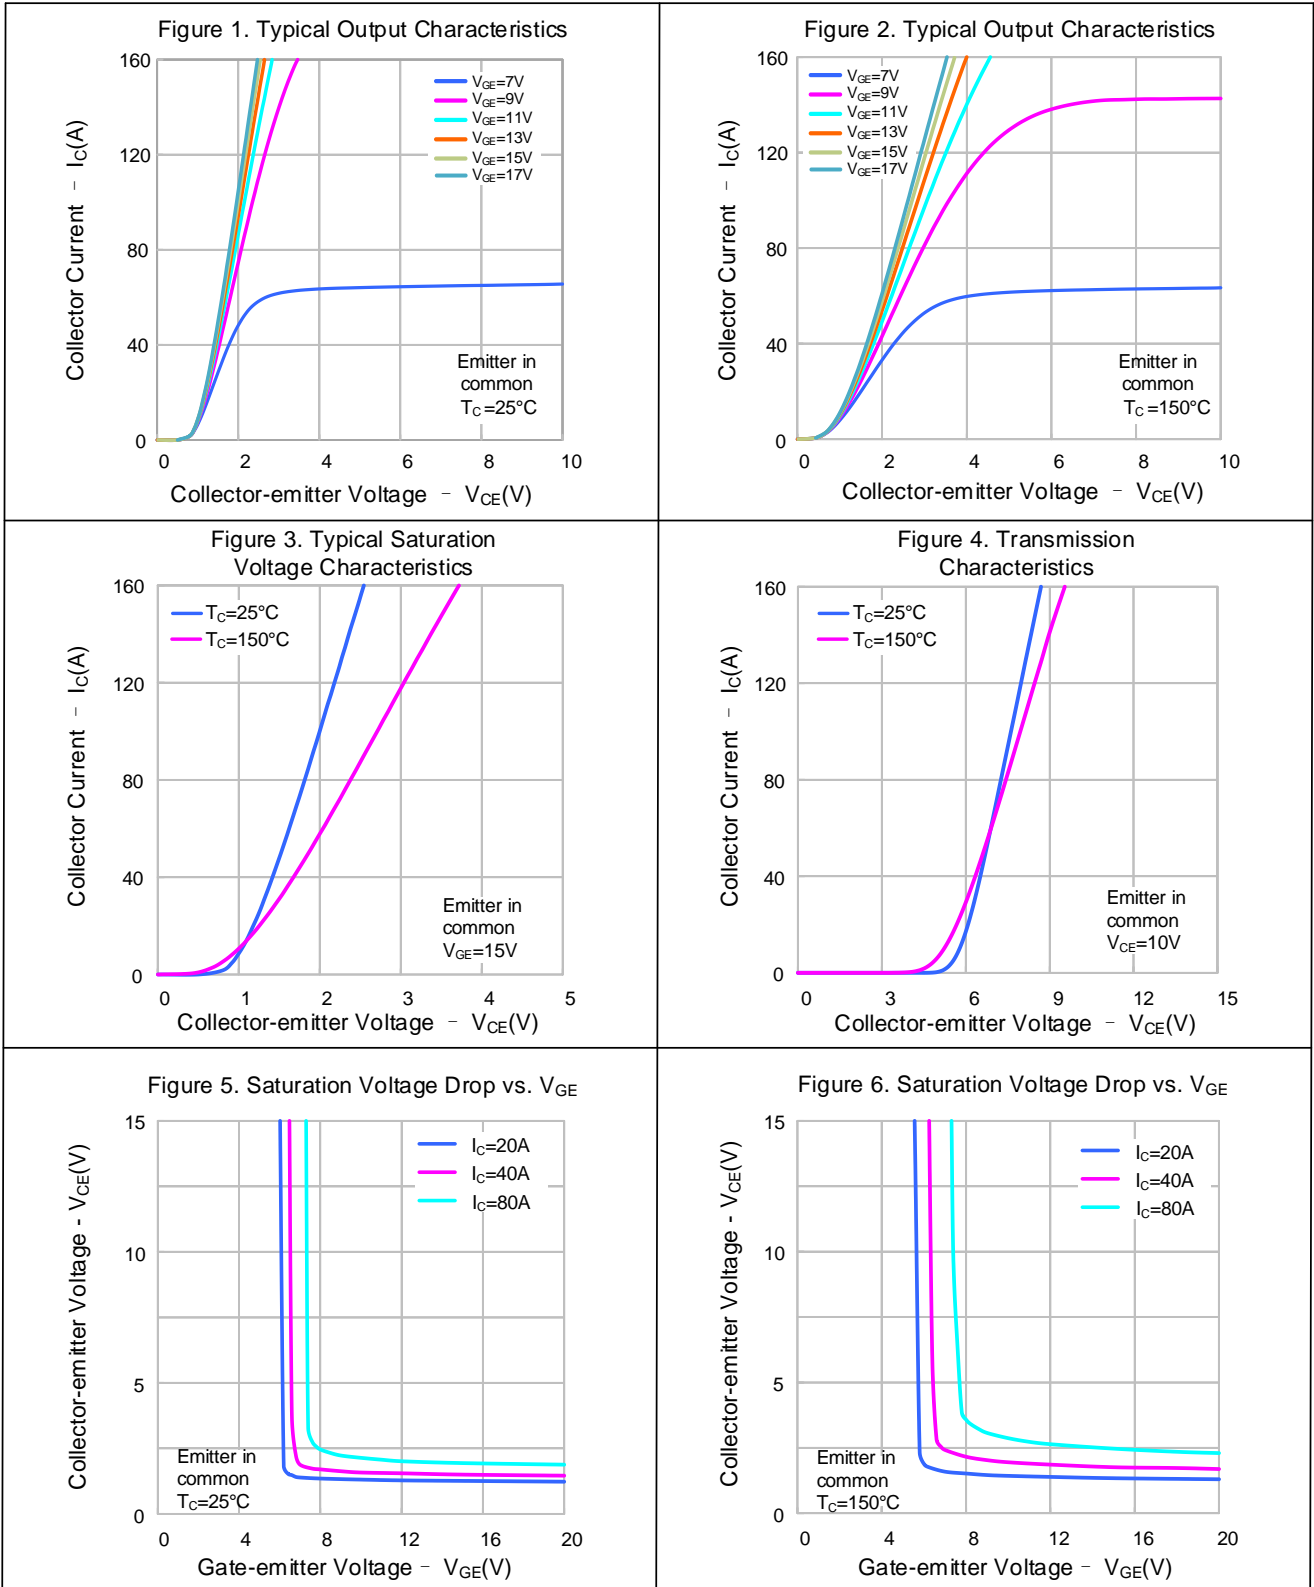 Figure 1. Typical Output Characteristics
Collector Current － IC(A)
160
120
80
40
0
VGE=7V
VGE=9V
VGE=11V
VGE=13V
VGE=15V
VGE=17V
Emitter in
common
TC =25°C
0 2 4 6 8 10
Collector-emitter Voltage － VCE(V)
Figure 2. Typical Output Characteristics
Collector Current － IC(A)
160
120
80
40
0
VGE=7V
VGE=9V
VGE=11V
VGE=13V
VGE=15V
VGE=17V
Emitter in
common
TC =150°C
0 2 4 6 8 10
Collector-emitter Voltage － VCE(V)
Figure 3. Typical Saturation
Voltage Characteristics
Collector Current － IC(A)
160
120
80
40
0
TC=25°C
TC=150°C
Emitter in
common
VGE=15V
0 1 2 3 4 5
Collector-emitter Voltage － VCE(V)
Figure 4. Transmission
Characteristics
Collector Current － IC(A)
160
120
80
40
0
TC=25°C
TC=150°C
Emitter in
common
VCE=10V
0 3 6 9 12 15
Collector-emitter Voltage － VCE(V)
Figure 5. Saturation Voltage Drop vs. VGE
Collector-emitter Voltage - VCE(V)
15
10
5
0
IC=20A
IC=40A
IC=80A
Emitter in
common
TC=25°C
0 4 8 12 16 20
Gate-emitter Voltage－ VGE(V)
Figure 6. Saturation Voltage Drop vs. VGE
Collector-emitter Voltage - VCE(V)
15
10
5
0
IC=20A
IC=40A
IC=80A
Emitter in
common
TC=150°C
0 4 8 12 16 20
Gate-emitter Voltage－ VGE(V)